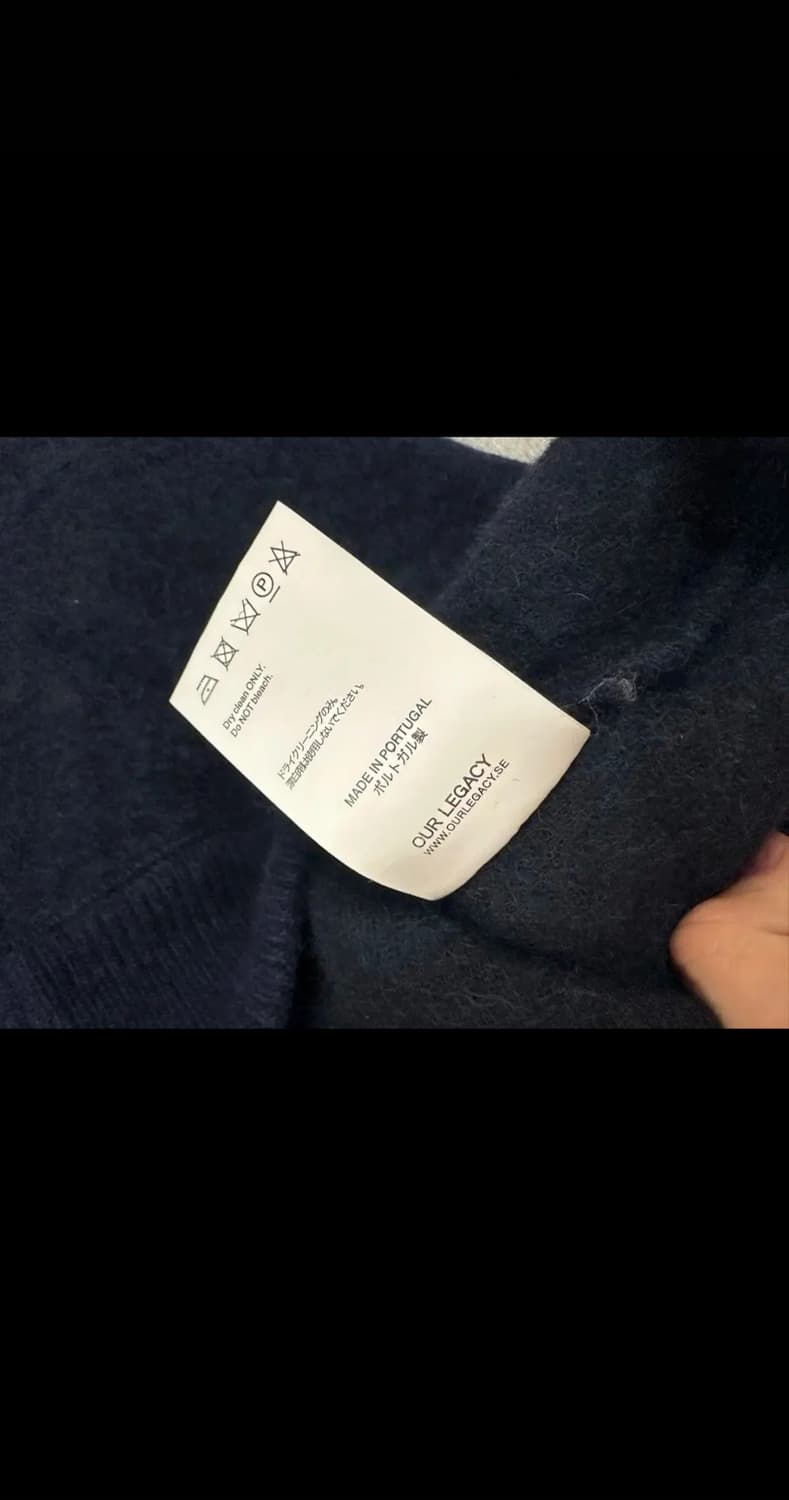 P
Dry clean ONLY.
Do NOT bleach.
ドライクリーニングのみ。
漂白剤は使用しないでください。
MADE IN PORTUGAL
ポルトガル製
OUR LEGACY
WWW.OURLEGACY.SE